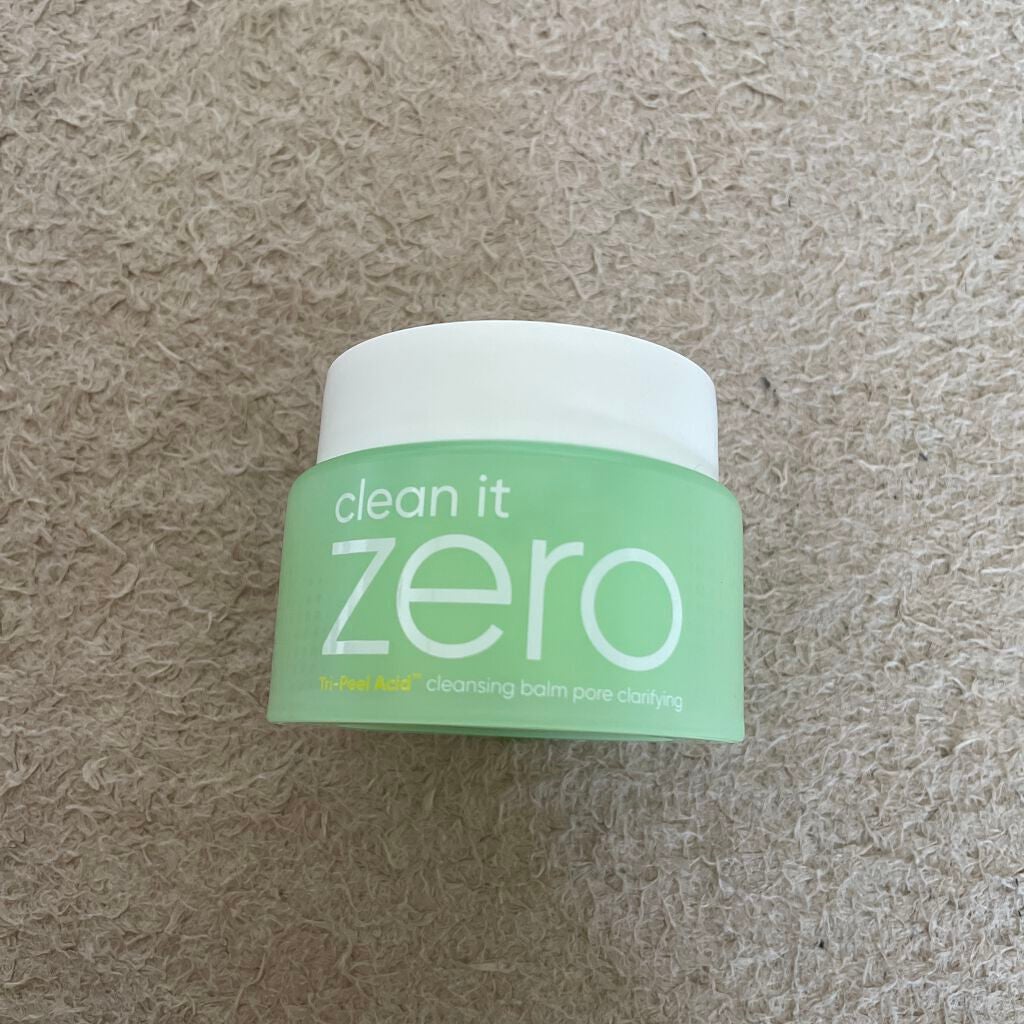 clean it
zero
Tri-Peel Acid™ cleansing balm pore clarifying